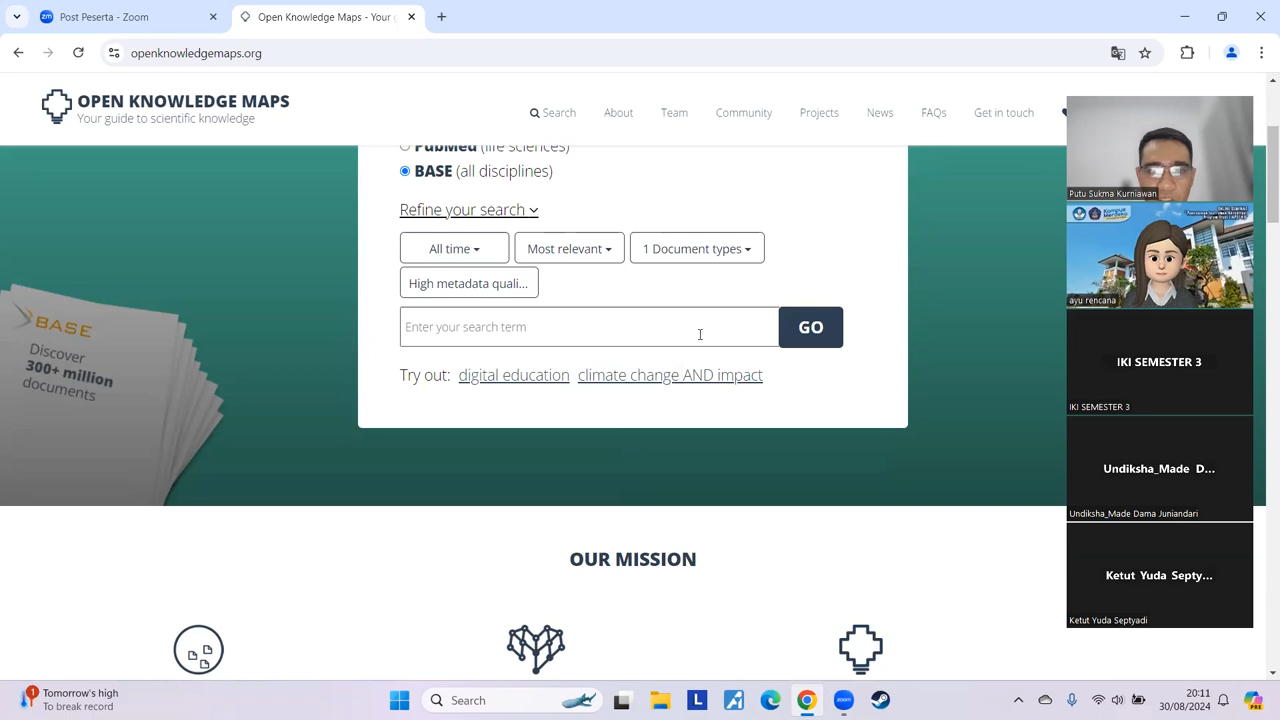 Post Peserta - Zoom
Open Knowledge Maps - Your g
openknowledgemaps.org
OPEN KNOWLEDGE MAPS
Your guide to scientific knowledge
Search
About
Team
Community
Projects
News
FAQs
Get in touch
PubMed (life sciences)
BASE (all disciplines)
Refine your search
All time
Most relevant
1 Document types
High metadata quali...
Enter your search term
GO
Try out: digital education climate change AND impact
BASE
Discover
300+ million
documents
OUR MISSION
Putu Sukma Kurniawan
ayu rencana
IKI SEMESTER 3
IKI SEMESTER 3
Undiksha_Made D...
Undiksha_Made Dama Juniandari
Ketut Yuda Septy...
Ketut Yuda Septyadi
1
Tomorrow's high
To break record
Search
L
zoom
20:11
30/08/2024
PRE